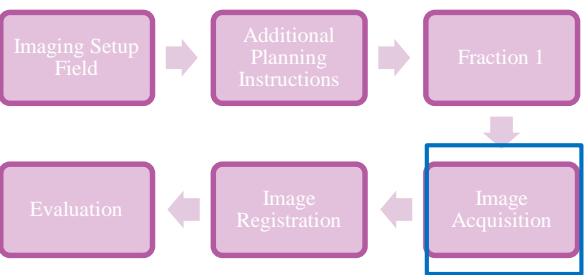 Imaging Setup
Field
Additional
Planning
Instructions
Fraction 1
Image
Acquisition
Image
Registration
Evaluation